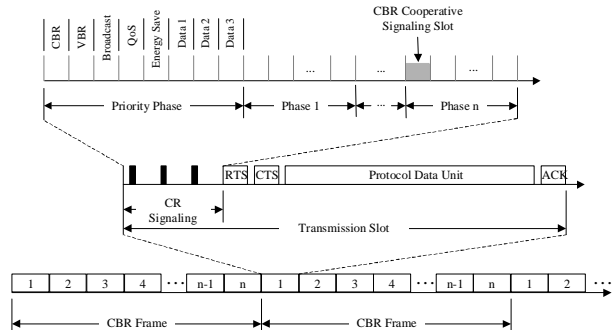 CBR Cooperative
Signaling Slot
CBR
VBR
Broadcast
QoS
Energy Save
Data 1
Data 2
Data 3
... ... ...
Priority Phase
Phase 1
...
Phase n
RTS
CTS
Protocol Data Unit
ACK
CR
Signaling
Transmission Slot
1 2 3 4 ... n-1 n 1 2 3 4 ... n-1 n 1 2 ...
CBR Frame
CBR Frame